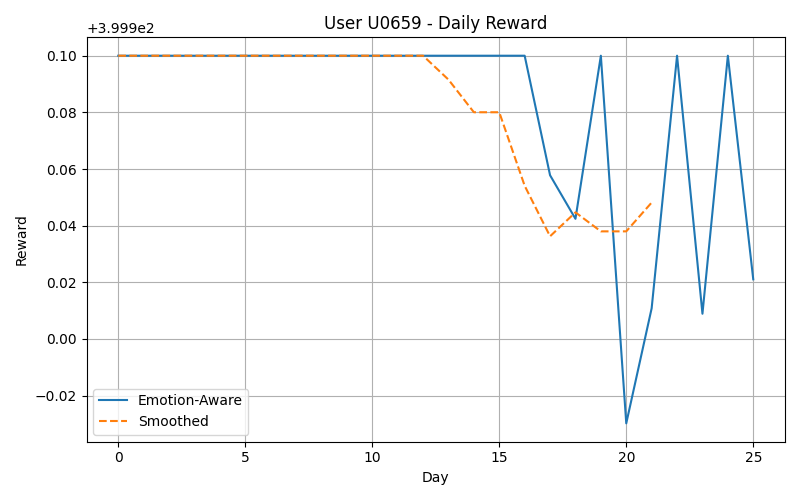 User U0659 - Daily Reward
+3.999e2
0.10
0.08
0.06
0.04
0.02
0.00
−0.02
Reward
Emotion-Aware
Smoothed
0 5 10 15 20 25
Day